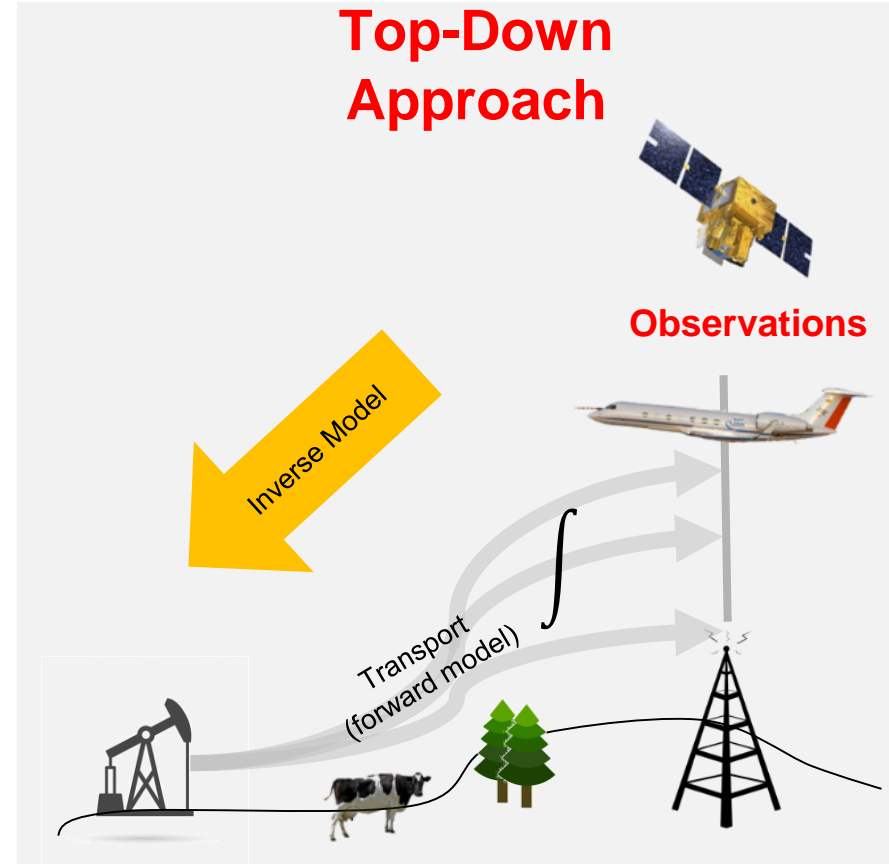 Top-Down
Approach
Observations
Inverse Model
∫
Transport
(forward model)